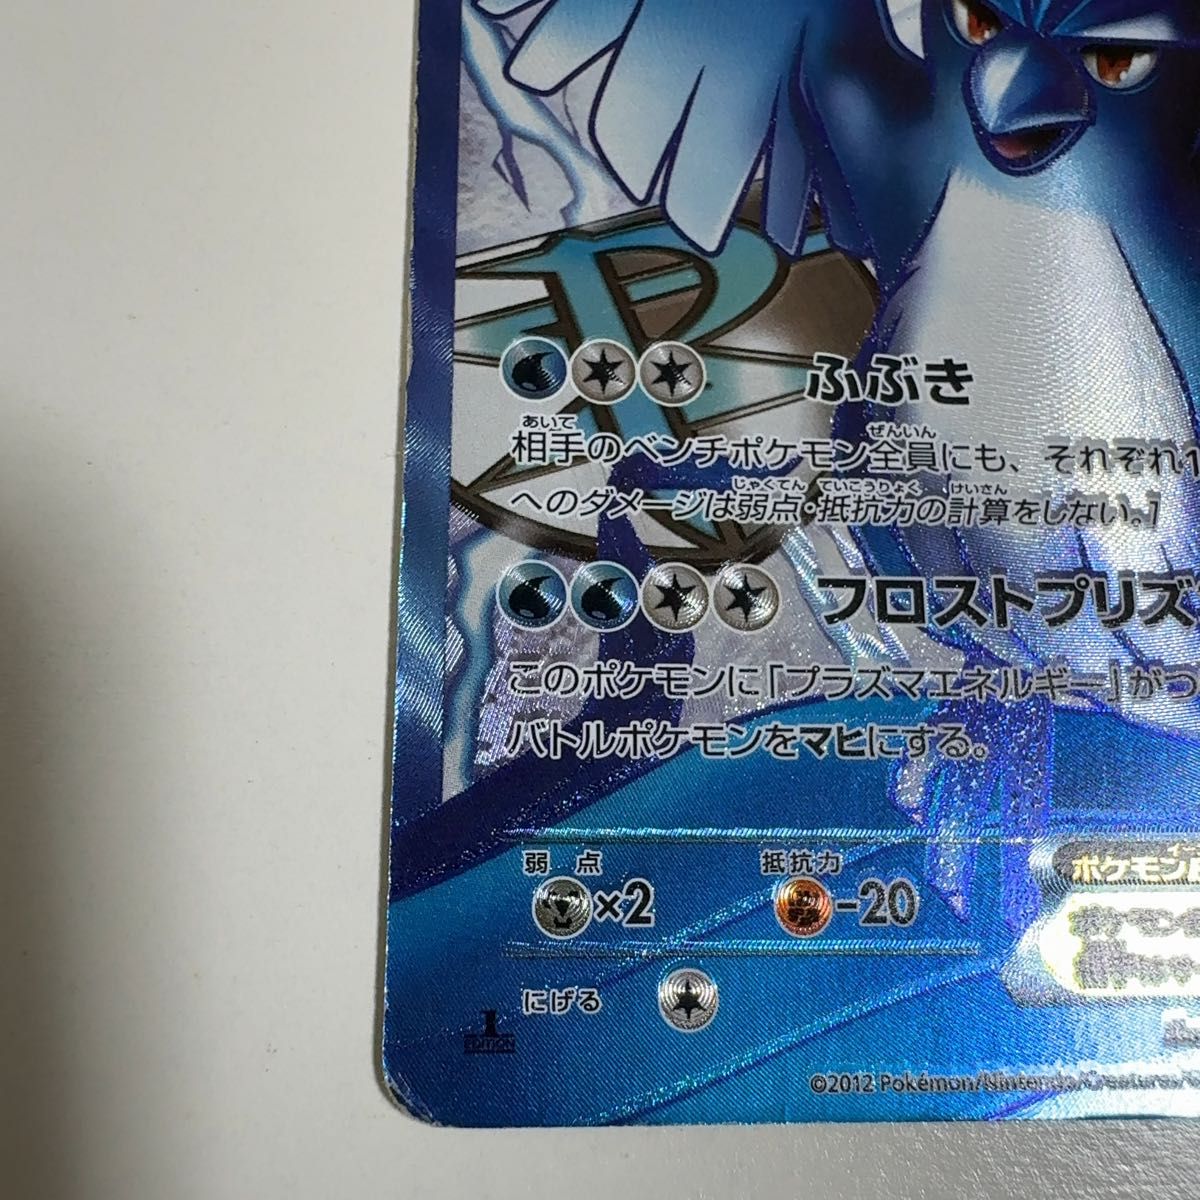 ふぶき
あいて ぜんいん
相手のベンチポケモン全員にも、それぞれ1
じゃくてん ていこうりょく けいさん
へのダメージは弱点・抵抗力の計算をしない。]
フロストプリズ
このポケモンに「プラズマエネルギー」がつ
バトルポケモンをマヒにする。
弱点 抵抗力
×2 -20
ポケモン
にげる
1
EDITION
©2012 Pokémon/Nintendo/Creatures/